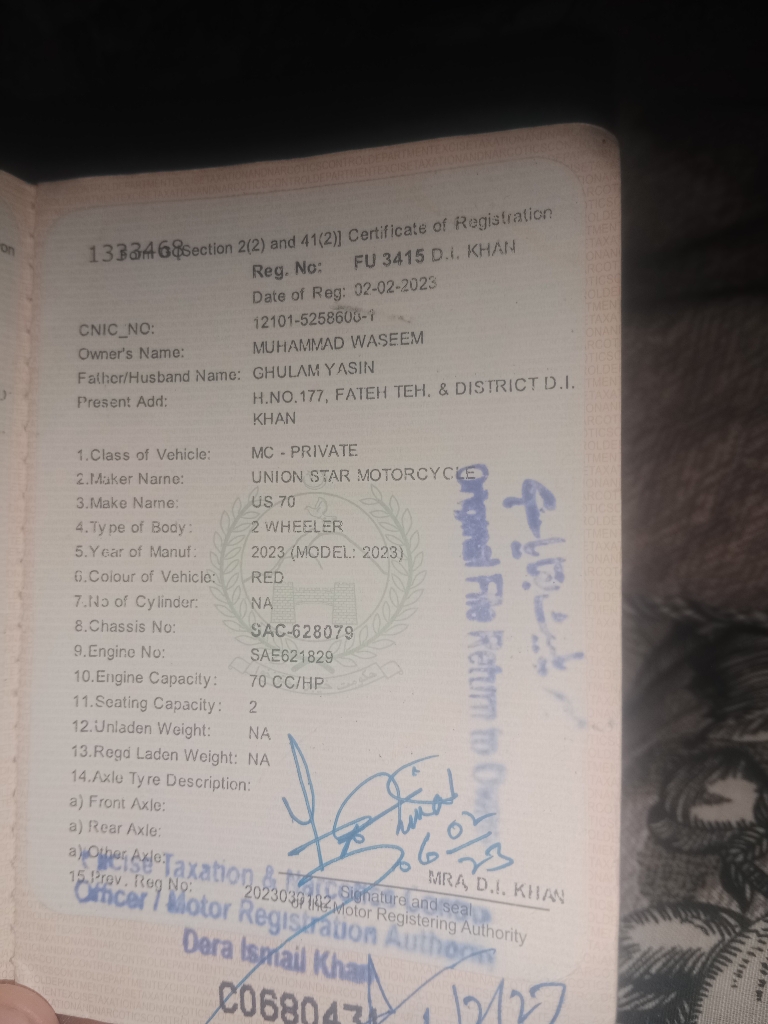 1333468
[Section 2(2) and 41(2)] Certificate of Registration
Reg. No: FU 3415 D.I. KHAN
Date of Reg: 02-02-2023
CNIC_NO: 12101-5258600-1
Owner's Name: MUHAMMAD WASEEM
Father/Husband Name: GHULAM YASIN
Present Add: H.NO.177, FATEH TEH. & DISTRICT D.I.
KHAN
1.Class of Vehicle: MC - PRIVATE
2.Maker Name: UNION STAR MOTORCYCLE
3.Make Name: US 70
4.Type of Body: 2 WHEELER
5.Year of Manuf: 2023 (MODEL: 2023)
6.Colour of Vehicle: RED
7.No of Cylinder: NA
8.Chassis No: SAC-628079
9.Engine No: SAE621829
10.Engine Capacity: 70 CC/HP
11.Seating Capacity: 2
12.Unladen Weight: NA
13.Regd Laden Weight: NA
14.Axle Tyre Description:
a) Front Axle:
a) Rear Axle:
a) Other Axle:
15.Prev. Reg No:
MRA, D.I. KHAN
Signature and seal
of the Motor Registering Authority
Original File Return to
Excise Taxation &
Officer / Motor Registration
Dera Ismail Khan
02/23